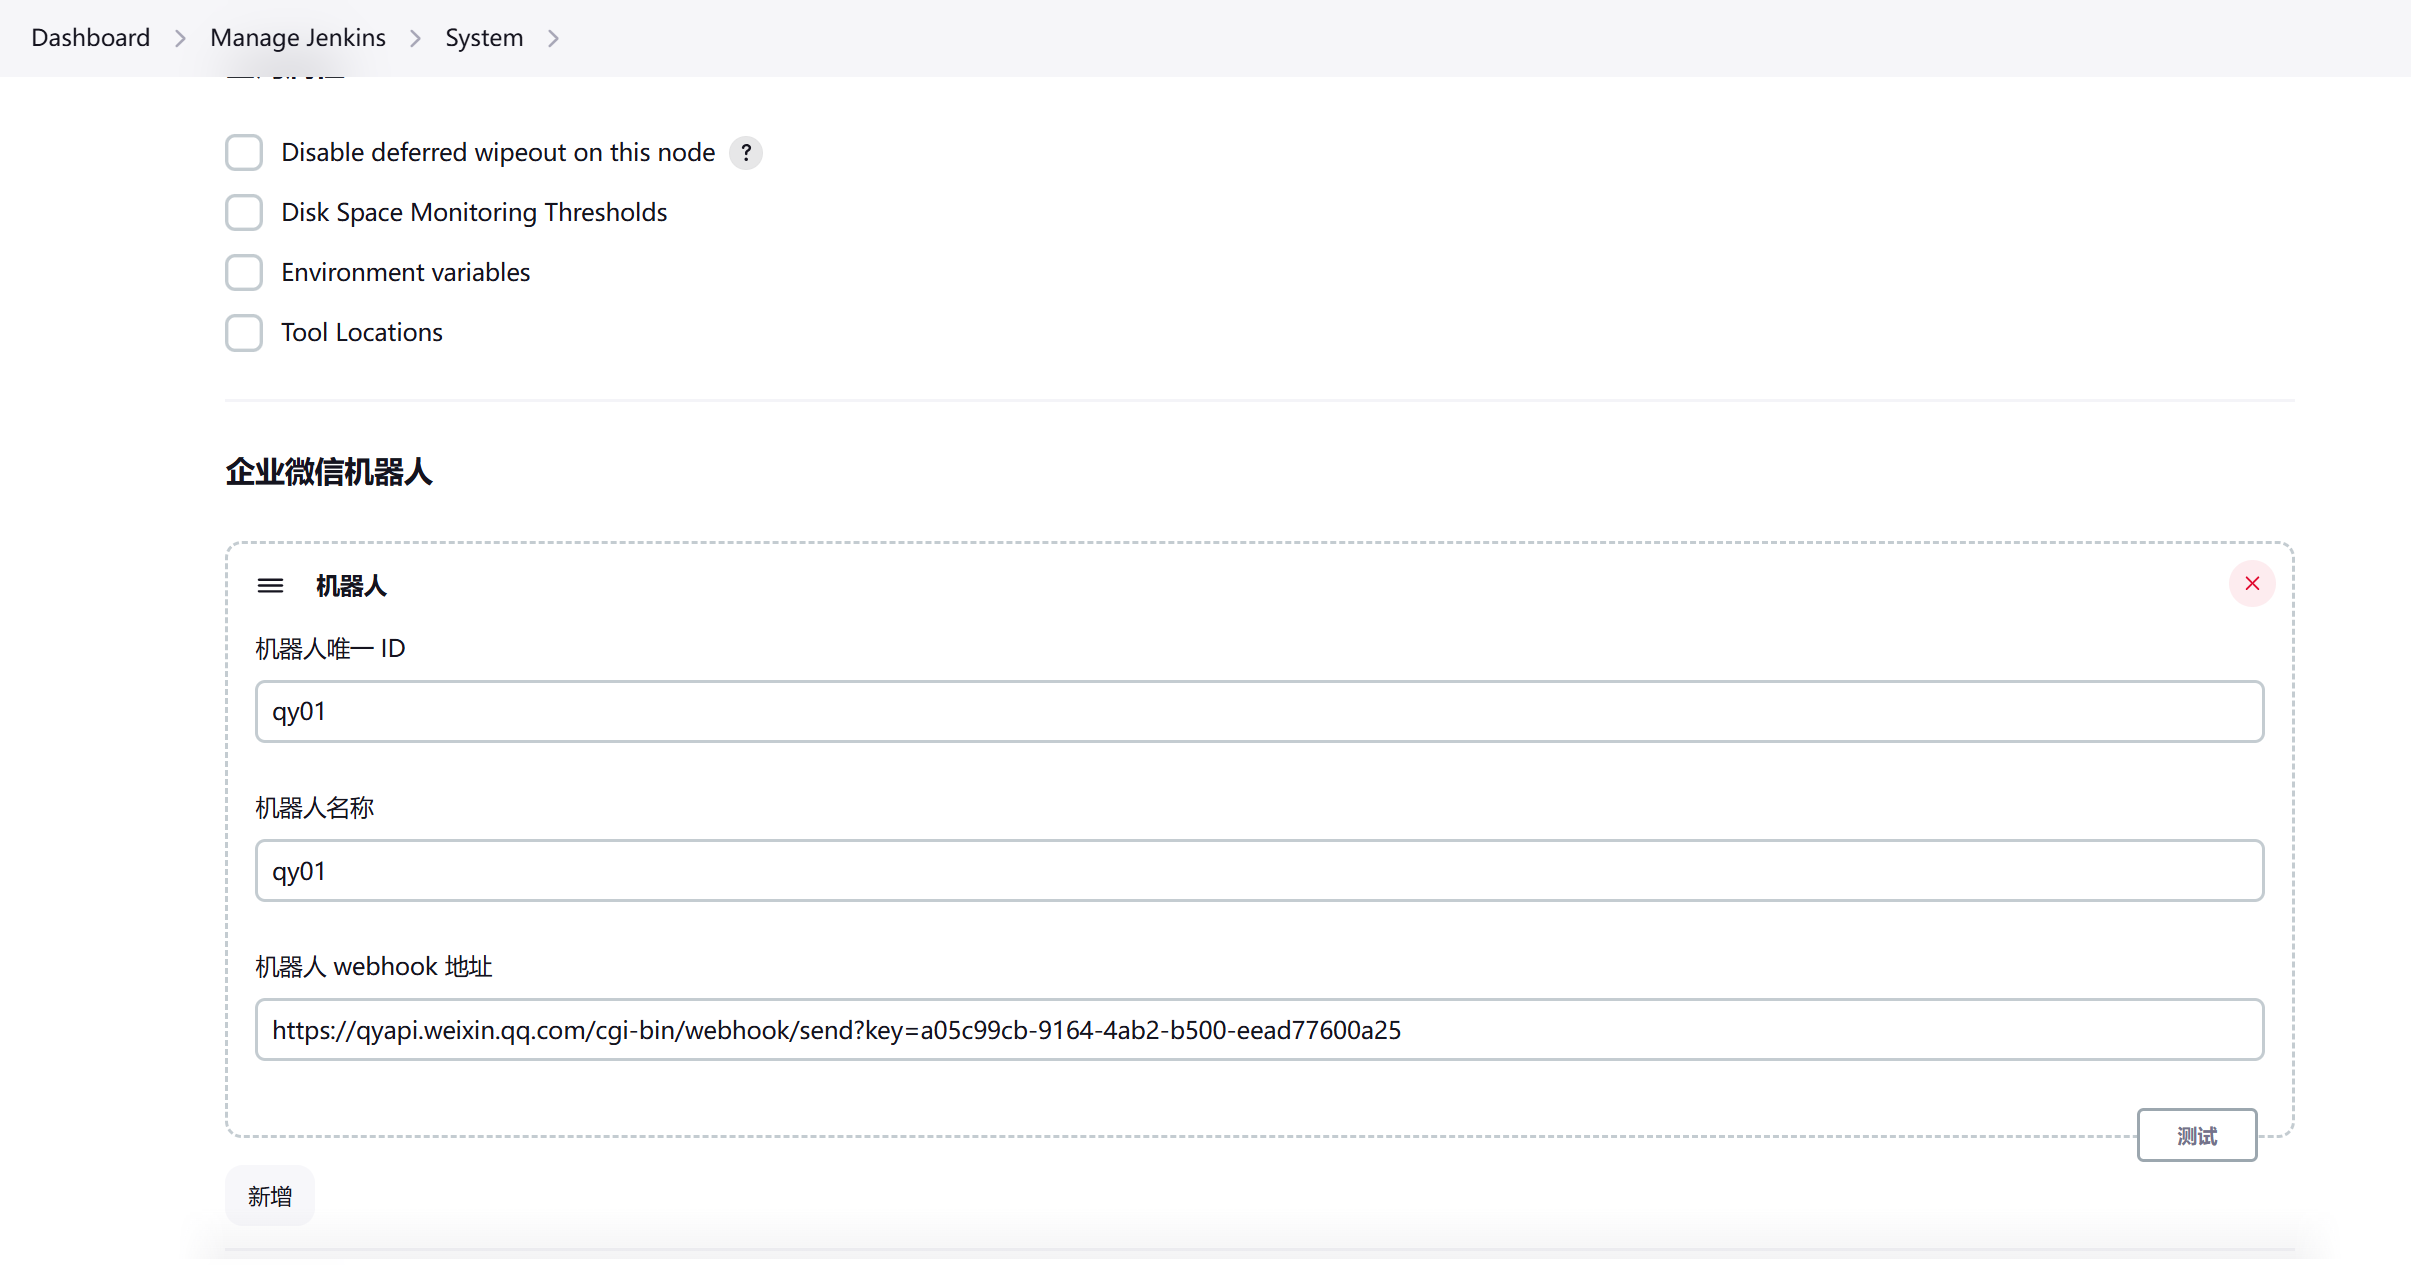 Dashboard > Manage Jenkins > System >
Disable deferred wipeout on this node ?
Disk Space Monitoring Thresholds
Environment variables
Tool Locations
企业微信机器人
机器人
机器人唯一 ID
qy01
机器人名称
qy01
机器人 webhook 地址
https://qyapi.weixin.qq.com/cgi-bin/webhook/send?key=a05c99cb-9164-4ab2-b500-eead77600a25
测试
新增